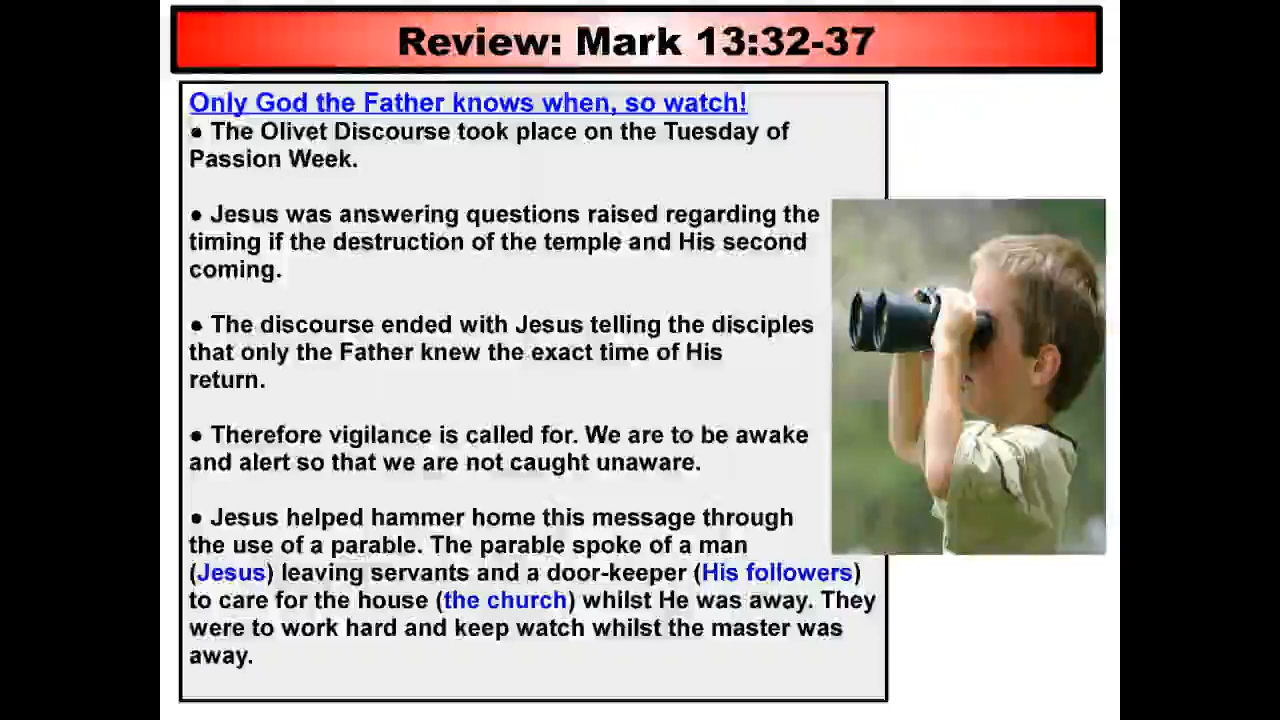 Review: Mark 13:32-37
Only God the Father knows when, so watch!
● The Olivet Discourse took place on the Tuesday of
Passion Week.
● Jesus was answering questions raised regarding the
timing if the destruction of the temple and His second
coming.
● The discourse ended with Jesus telling the disciples
that only the Father knew the exact time of His
return.
● Therefore vigilance is called for. We are to be awake
and alert so that we are not caught unaware.
● Jesus helped hammer home this message through
the use of a parable. The parable spoke of a man
(Jesus) leaving servants and a door-keeper (His followers)
to care for the house (the church) whilst He was away. They
were to work hard and keep watch whilst the master was
away.